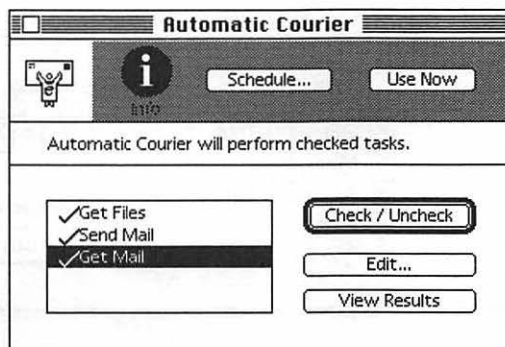 Automatic Courier
i
Info
Schedule...
Use Now
Automatic Courier will perform checked tasks.
Get Files
Send Mail
Get Mail
Check / Uncheck
Edit...
View Results